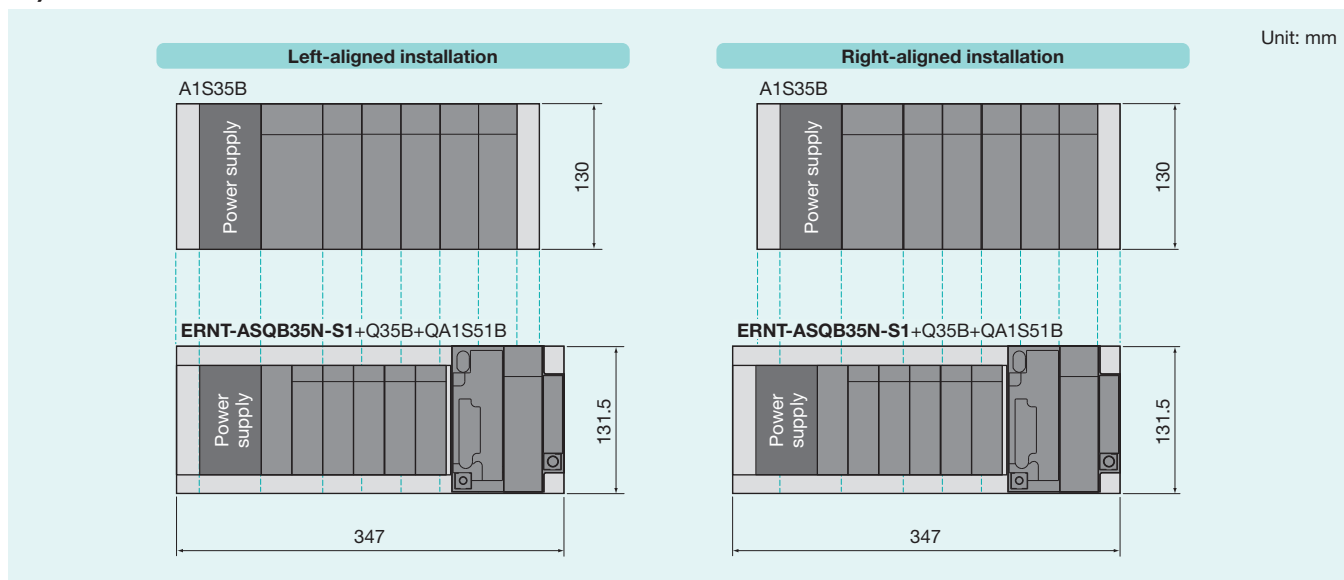 Unit: mm
Left-aligned installation
A1S35B
Power supply
130
ERNT-ASQB35N-S1+Q35B+QA1S51B
Power
supply
131.5
347
Right-aligned installation
A1S35B
Power supply
130
ERNT-ASQB35N-S1+Q35B+QA1S51B
Power
supply
131.5
347